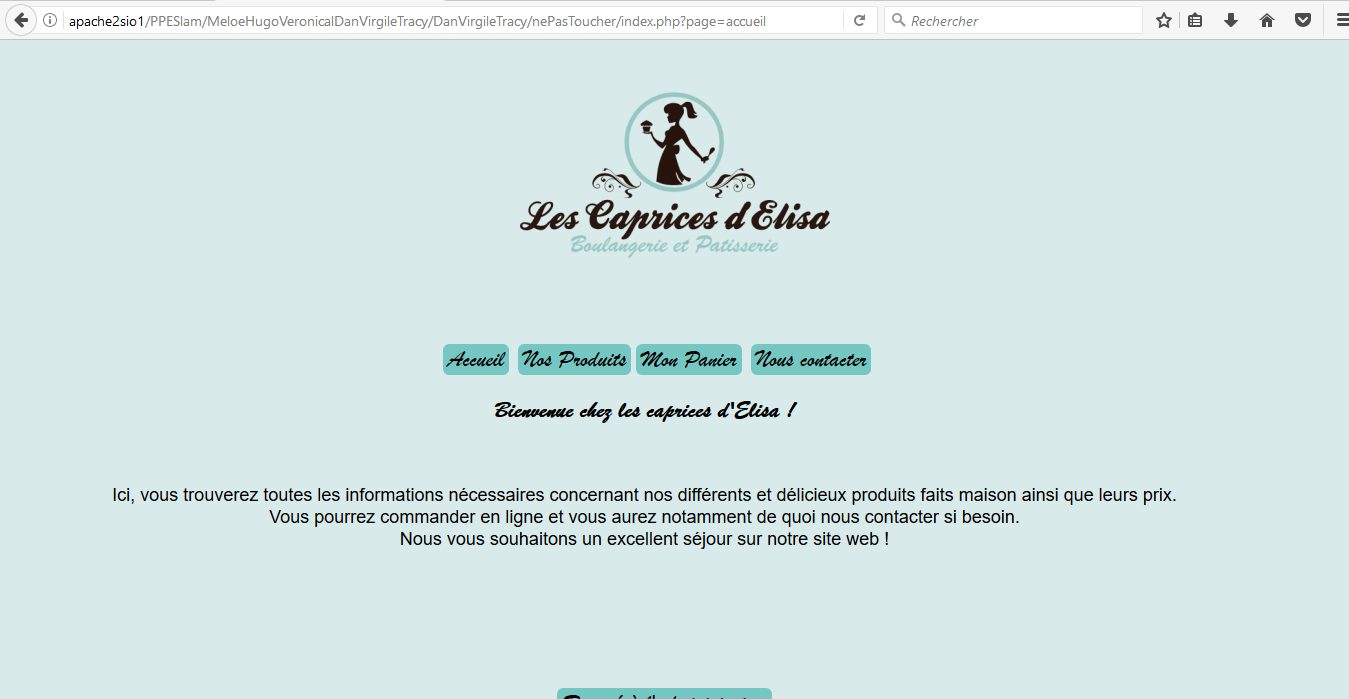 apache2sio1/PPESlam/MeloeHugoVeronicalDanVirgileTracy/DanVirgileTracy/nePasToucher/index.php?page=accueil
Rechercher
Les Caprices d'Elisa
Boulangerie et Patisserie
Accueil Nos Produits Mon Panier Nous contacter
Bienvenue chez les caprices d'Elisa !
Ici, vous trouverez toutes les informations nécessaires concernant nos différents et délicieux produits faits maison ainsi que leurs prix.
Vous pourrez commander en ligne et vous aurez notamment de quoi nous contacter si besoin.
Nous vous souhaitons un excellent séjour sur notre site web !